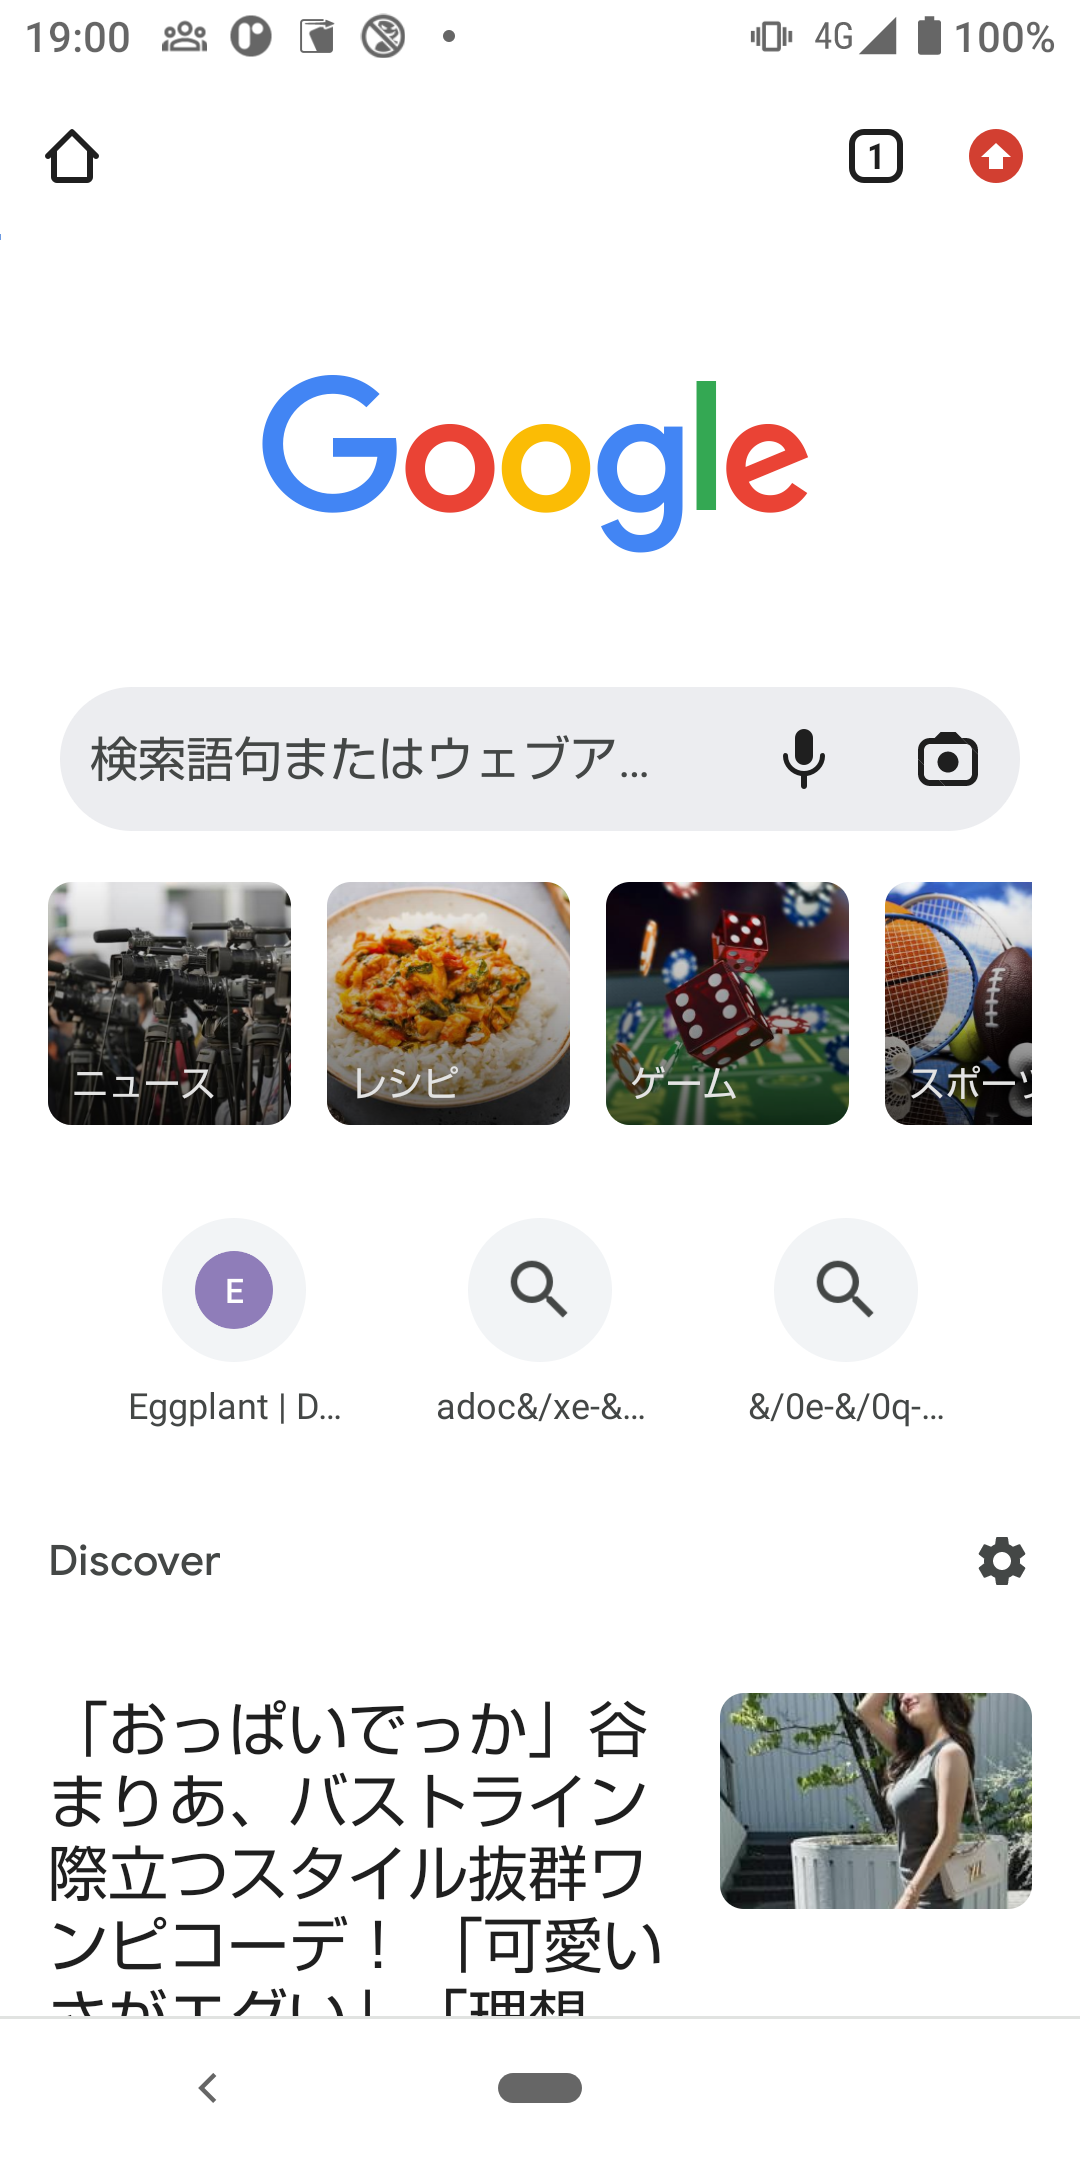 19:00 4G 100%
1
Google
検索語句またはウェブア...
ニュース レシピ ゲーム スポーツ
E
Eggplant | D... adoc&/xe-&... &/0e-&/0q-...
Discover
「おっぱいでっか」谷
まりあ、バストライン
際立つスタイル抜群ワ
ンピコーデ！ 「可愛い
さがエグい」「理想